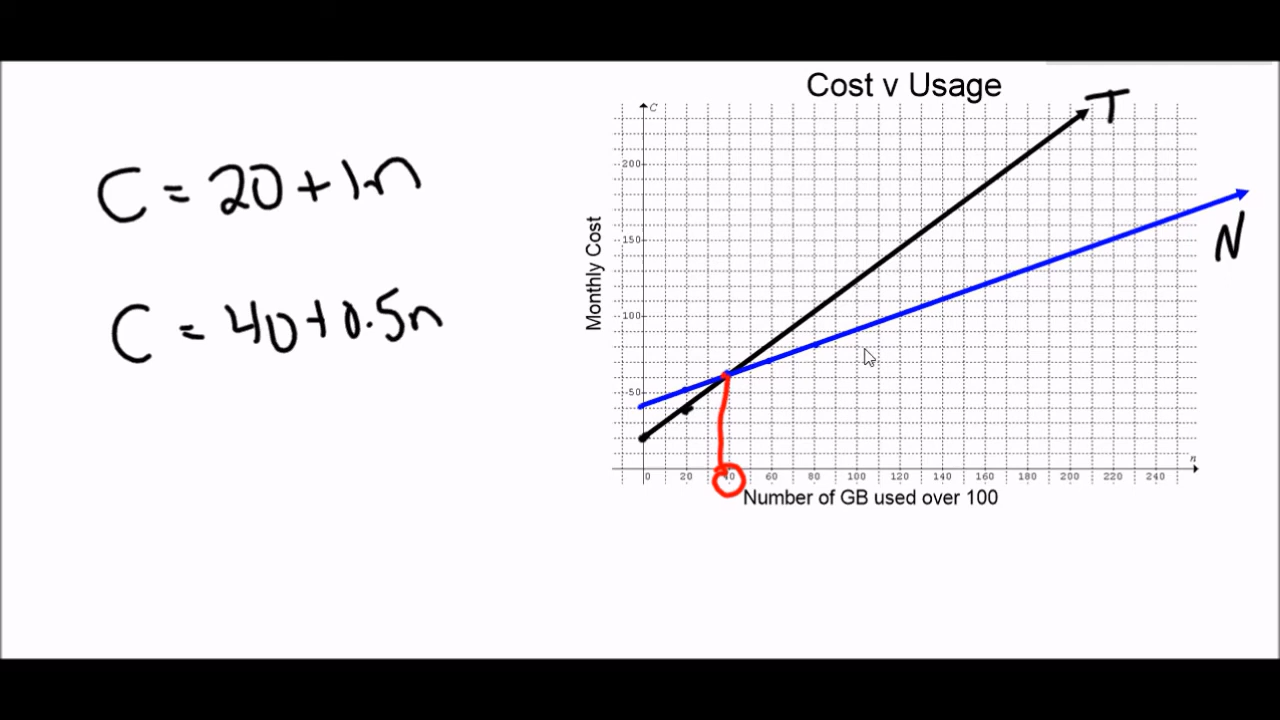 Cost v Usage
T
C = 20 + 1n
C
200
150
N
Monthly Cost
C = 40 + 0.5n
100
50
n
0 20 40 60 80 100 120 140 160 180 200 220 240
Number of GB used over 100